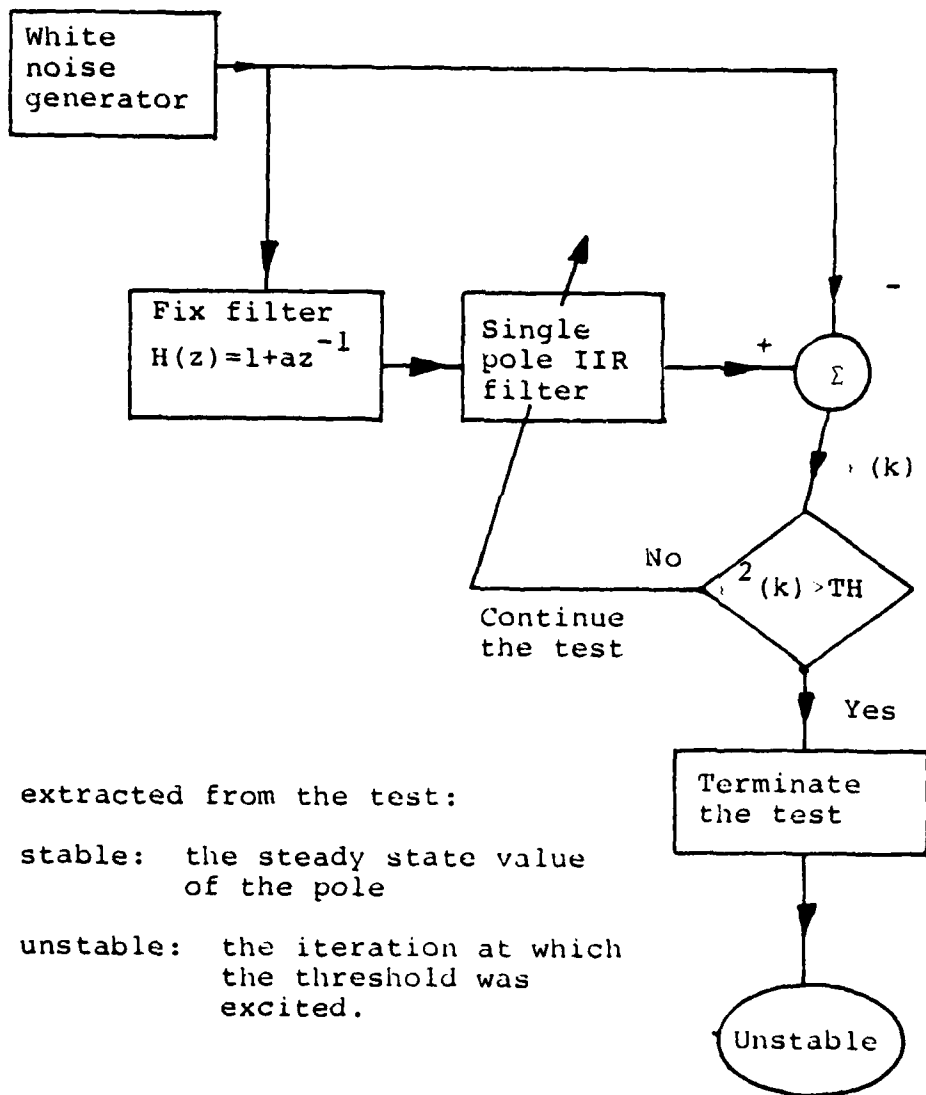 White
noise
generator
-
Fix filter
H(z)=1+az⁻¹
Single
pole IIR
filter
+
Σ
(k)
No
²(k)>TH
Continue
the test
Yes
Terminate
the test
extracted from the test:
stable: the steady state value
of the pole
unstable: the iteration at which
the threshold was
excited.
Unstable